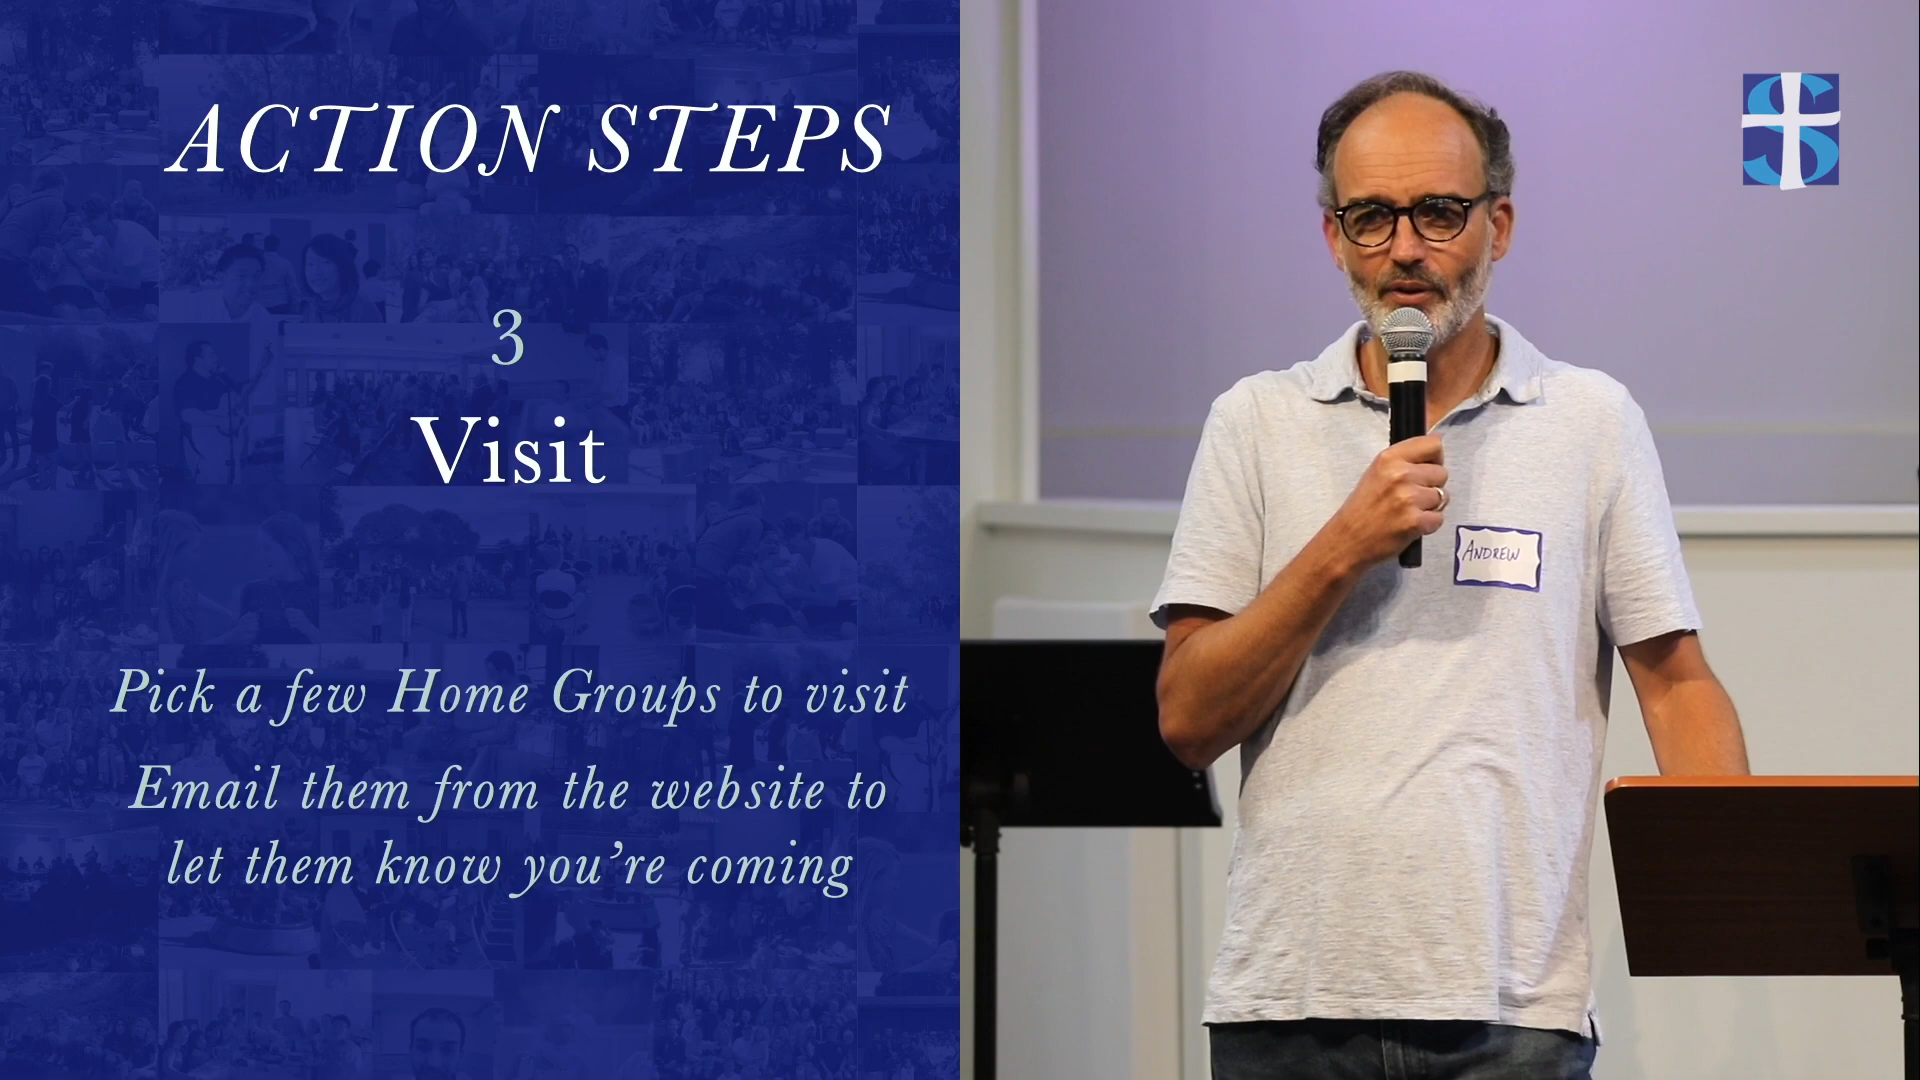 ACTION STEPS
3
Visit
Pick a few Home Groups to visit
Email them from the website to
let them know you're coming
ANDREW
S